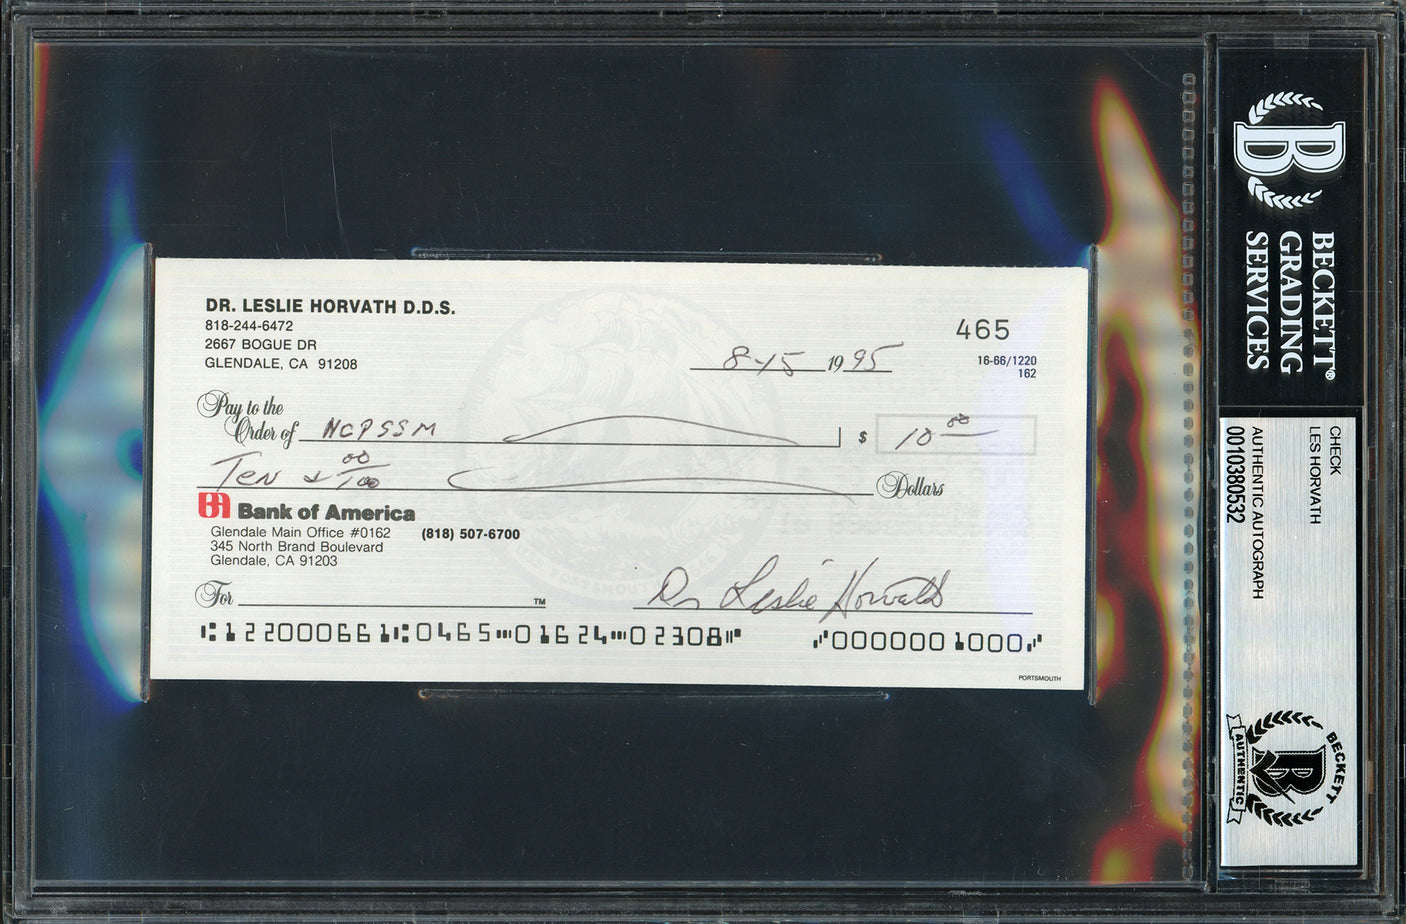 DR. LESLIE HORVATH D.D.S.
818-244-6472
2667 BOGUE DR
GLENDALE, CA 91208
465
8-15 1995
16-66/1220
162
Pay to the
Order of NCPSSM $ 10 00
Ten & 00/100 Dollars
Bank of America
Glendale Main Office #0162 (818) 507-6700
345 North Brand Boulevard
Glendale, CA 91203
For TM
Dr Leslie Horvath
⑆122000661⑆0465⑉01624⑉02308⑈ ⑇0000001000⑇
PORTSMOUTH
BECKETT®
GRADING
SERVICES
CHECK
LES HORVATH
AUTHENTIC AUTOGRAPH
0010380532
BECKETT
AUTHENTIC